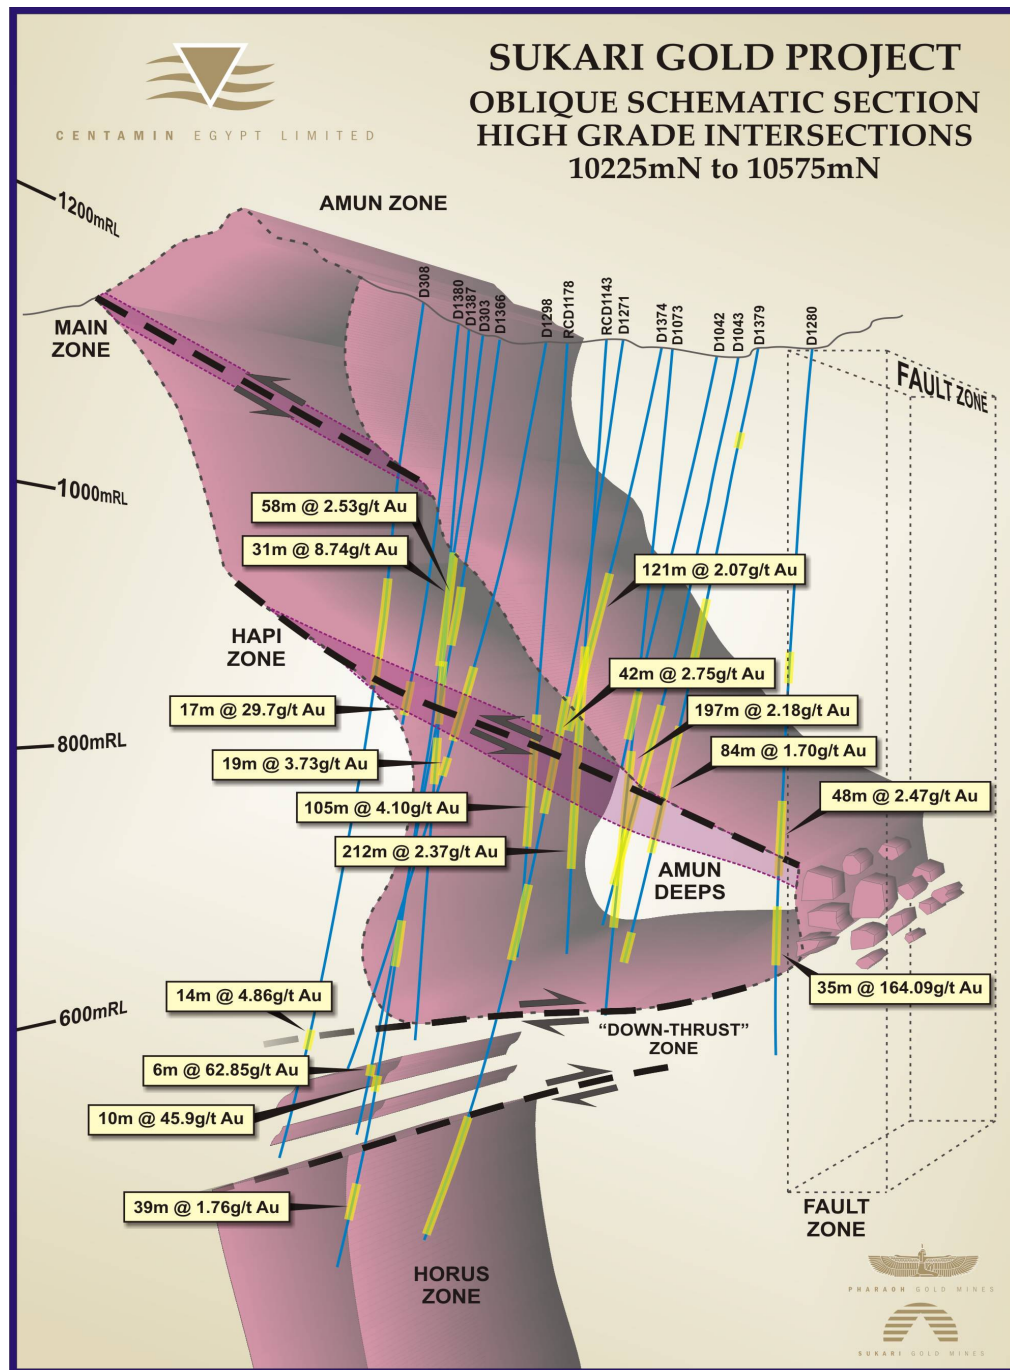 SUKARI GOLD PROJECT
OBLIQUE SCHEMATIC SECTION
HIGH GRADE INTERSECTIONS
10225mN to 10575mN
CENTAMIN EGYPT LIMITED
1200mRL
AMUN ZONE
MAIN
ZONE
D308
D1380
D1387
D303
D1366
D1298
RCD1178
RCD1143
D1271
D1374
D1073
D1042
D1043
D1379
D1280
FAULT ZONE
1000mRL
58m @ 2.53g/t Au
31m @ 8.74g/t Au
121m @ 2.07g/t Au
HAPI
ZONE
42m @ 2.75g/t Au
17m @ 29.7g/t Au
197m @ 2.18g/t Au
800mRL
84m @ 1.70g/t Au
19m @ 3.73g/t Au
48m @ 2.47g/t Au
105m @ 4.10g/t Au
212m @ 2.37g/t Au
AMUN
DEEPS
14m @ 4.86g/t Au
35m @ 164.09g/t Au
600mRL
“DOWN-THRUST”
ZONE
6m @ 62.85g/t Au
10m @ 45.9g/t Au
39m @ 1.76g/t Au
FAULT
ZONE
HORUS
ZONE
PHARAOH GOLD MINES
SUKARI GOLD MINES